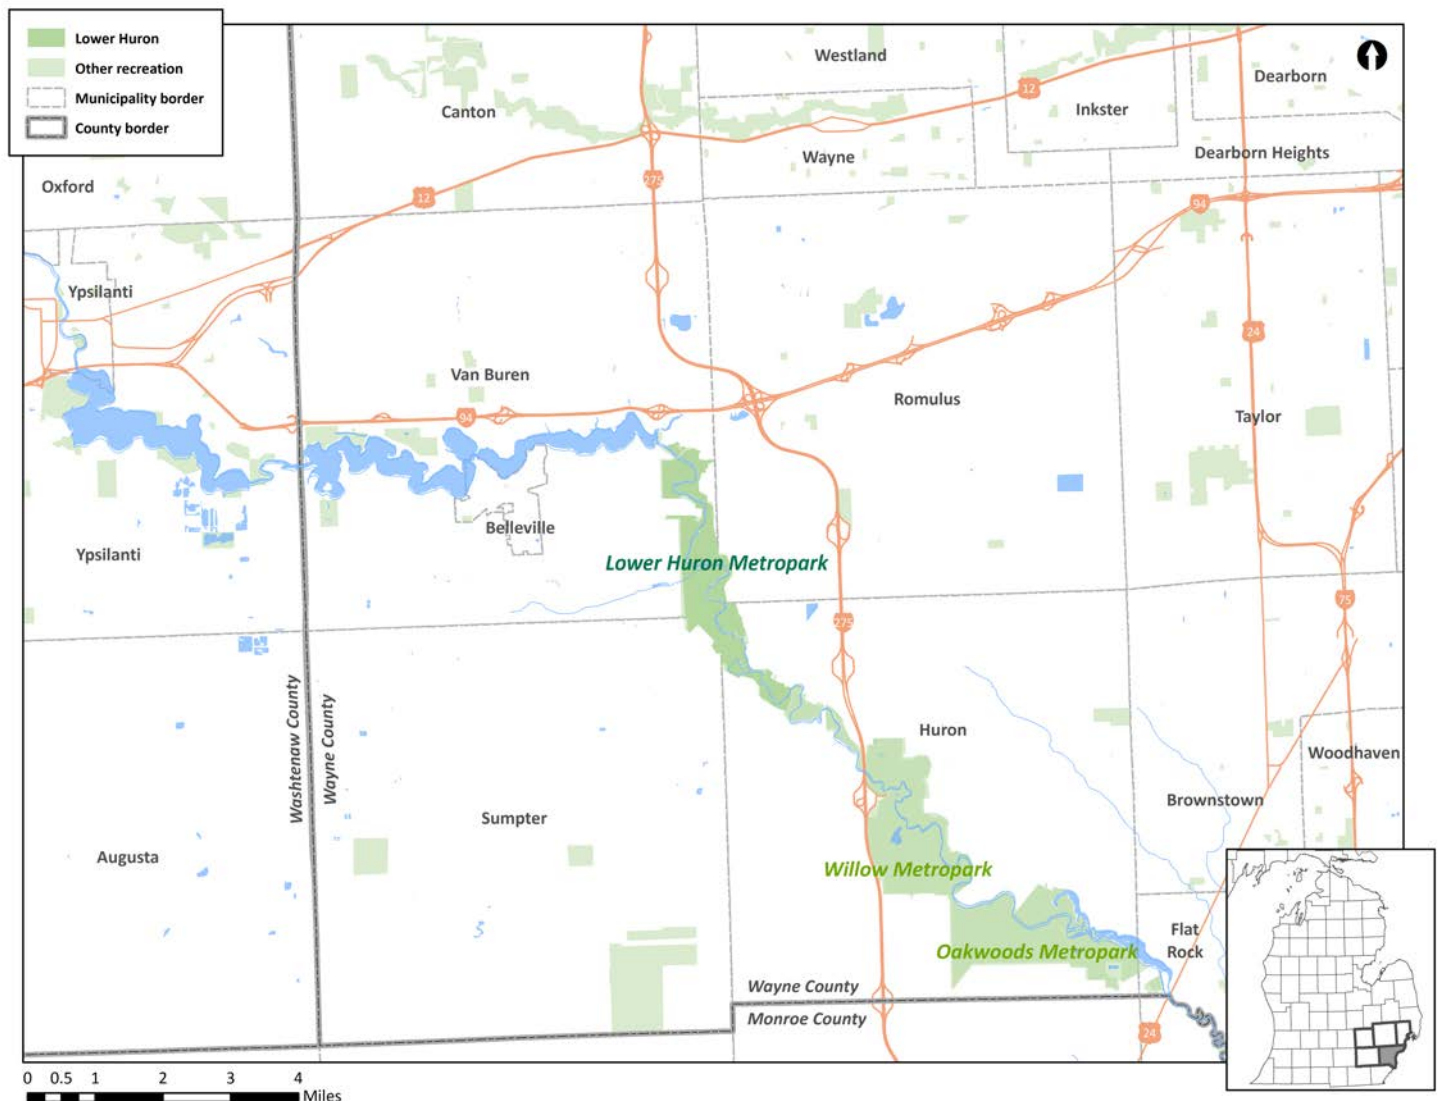 Lower Huron
Other recreation
Municipality border
County border
Westland
Dearborn
12
Canton
Inkster
Wayne
Dearborn Heights
275
Oxford
12
94
Ypsilanti
24
Van Buren
Romulus
94
Taylor
Belleville
Ypsilanti
Lower Huron Metropark
75
275
Washtenaw County
Wayne County
Huron
Woodhaven
Brownstown
Sumpter
Augusta
Willow Metropark
Flat
Rock
Oakwoods Metropark
Wayne County
Monroe County
24
0 0.5 1 2 3 4
Miles